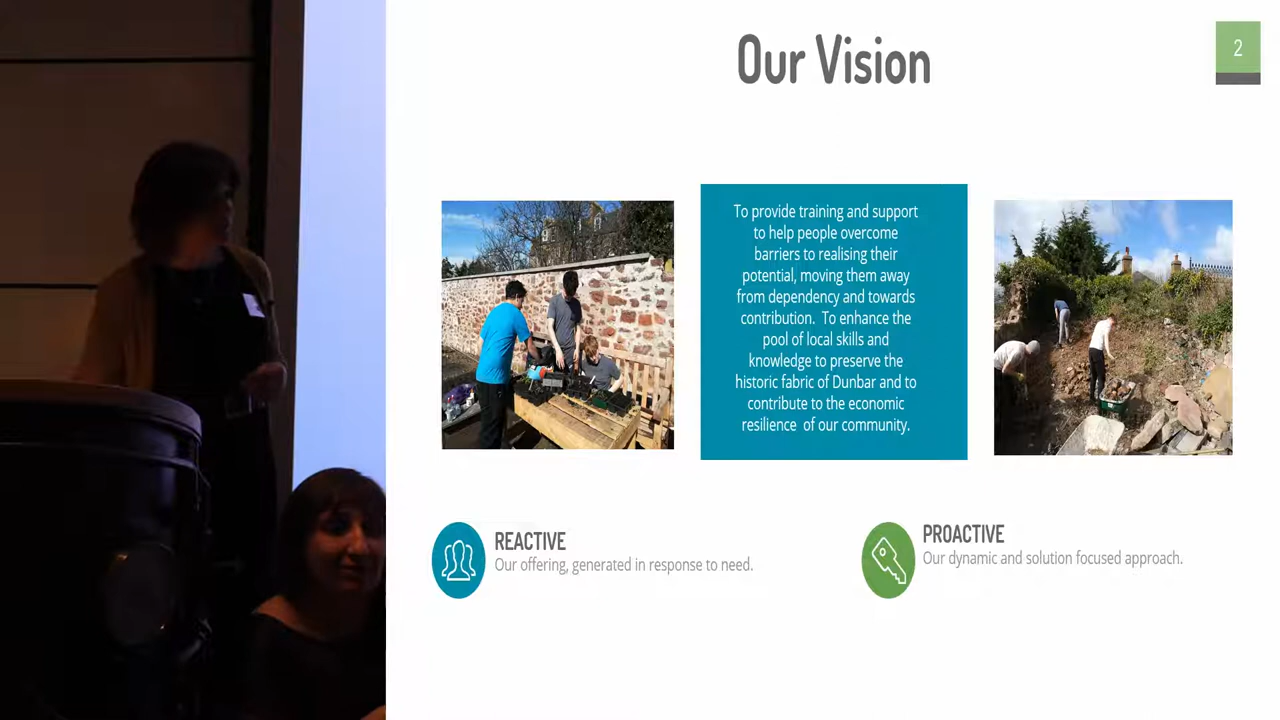 Our Vision
2
To provide training and support
to help people overcome
barriers to realising their
potential, moving them away
from dependency and towards
contribution.  To enhance the
pool of local skills and
knowledge to preserve the
historic fabric of Dunbar and to
contribute to the economic
resilience  of our community.
REACTIVE
Our offering, generated in response to need.
PROACTIVE
Our dynamic and solution focused approach.